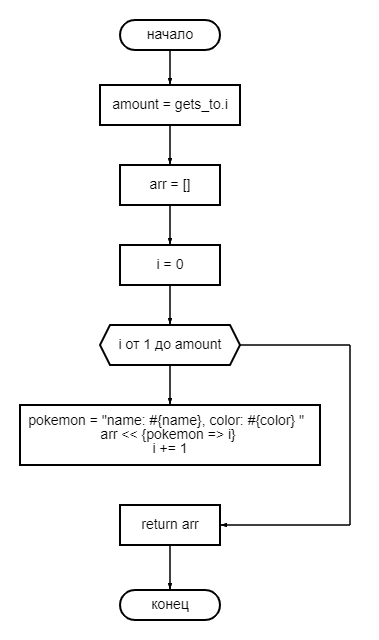 начало
amount = gets_to.i
arr = []
i = 0
i от 1 до amount
pokemon = "name: #{name}, color: #{color} "
arr << {pokemon => i}
i += 1
return arr
конец